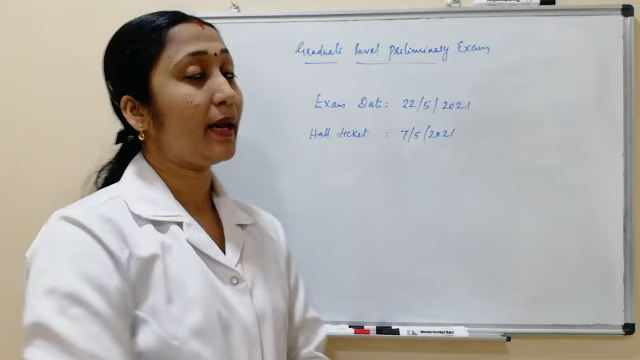 Graduate Level Preliminary Exam
Exam Date : 22/5/2021
Hall ticket : 7/5/2021